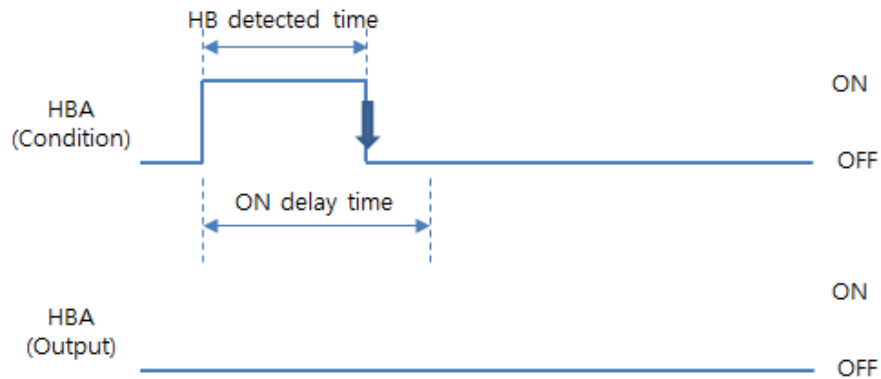 HB detected time
ON
HBA
(Condition)
OFF
ON delay time
ON
HBA
(Output)
OFF